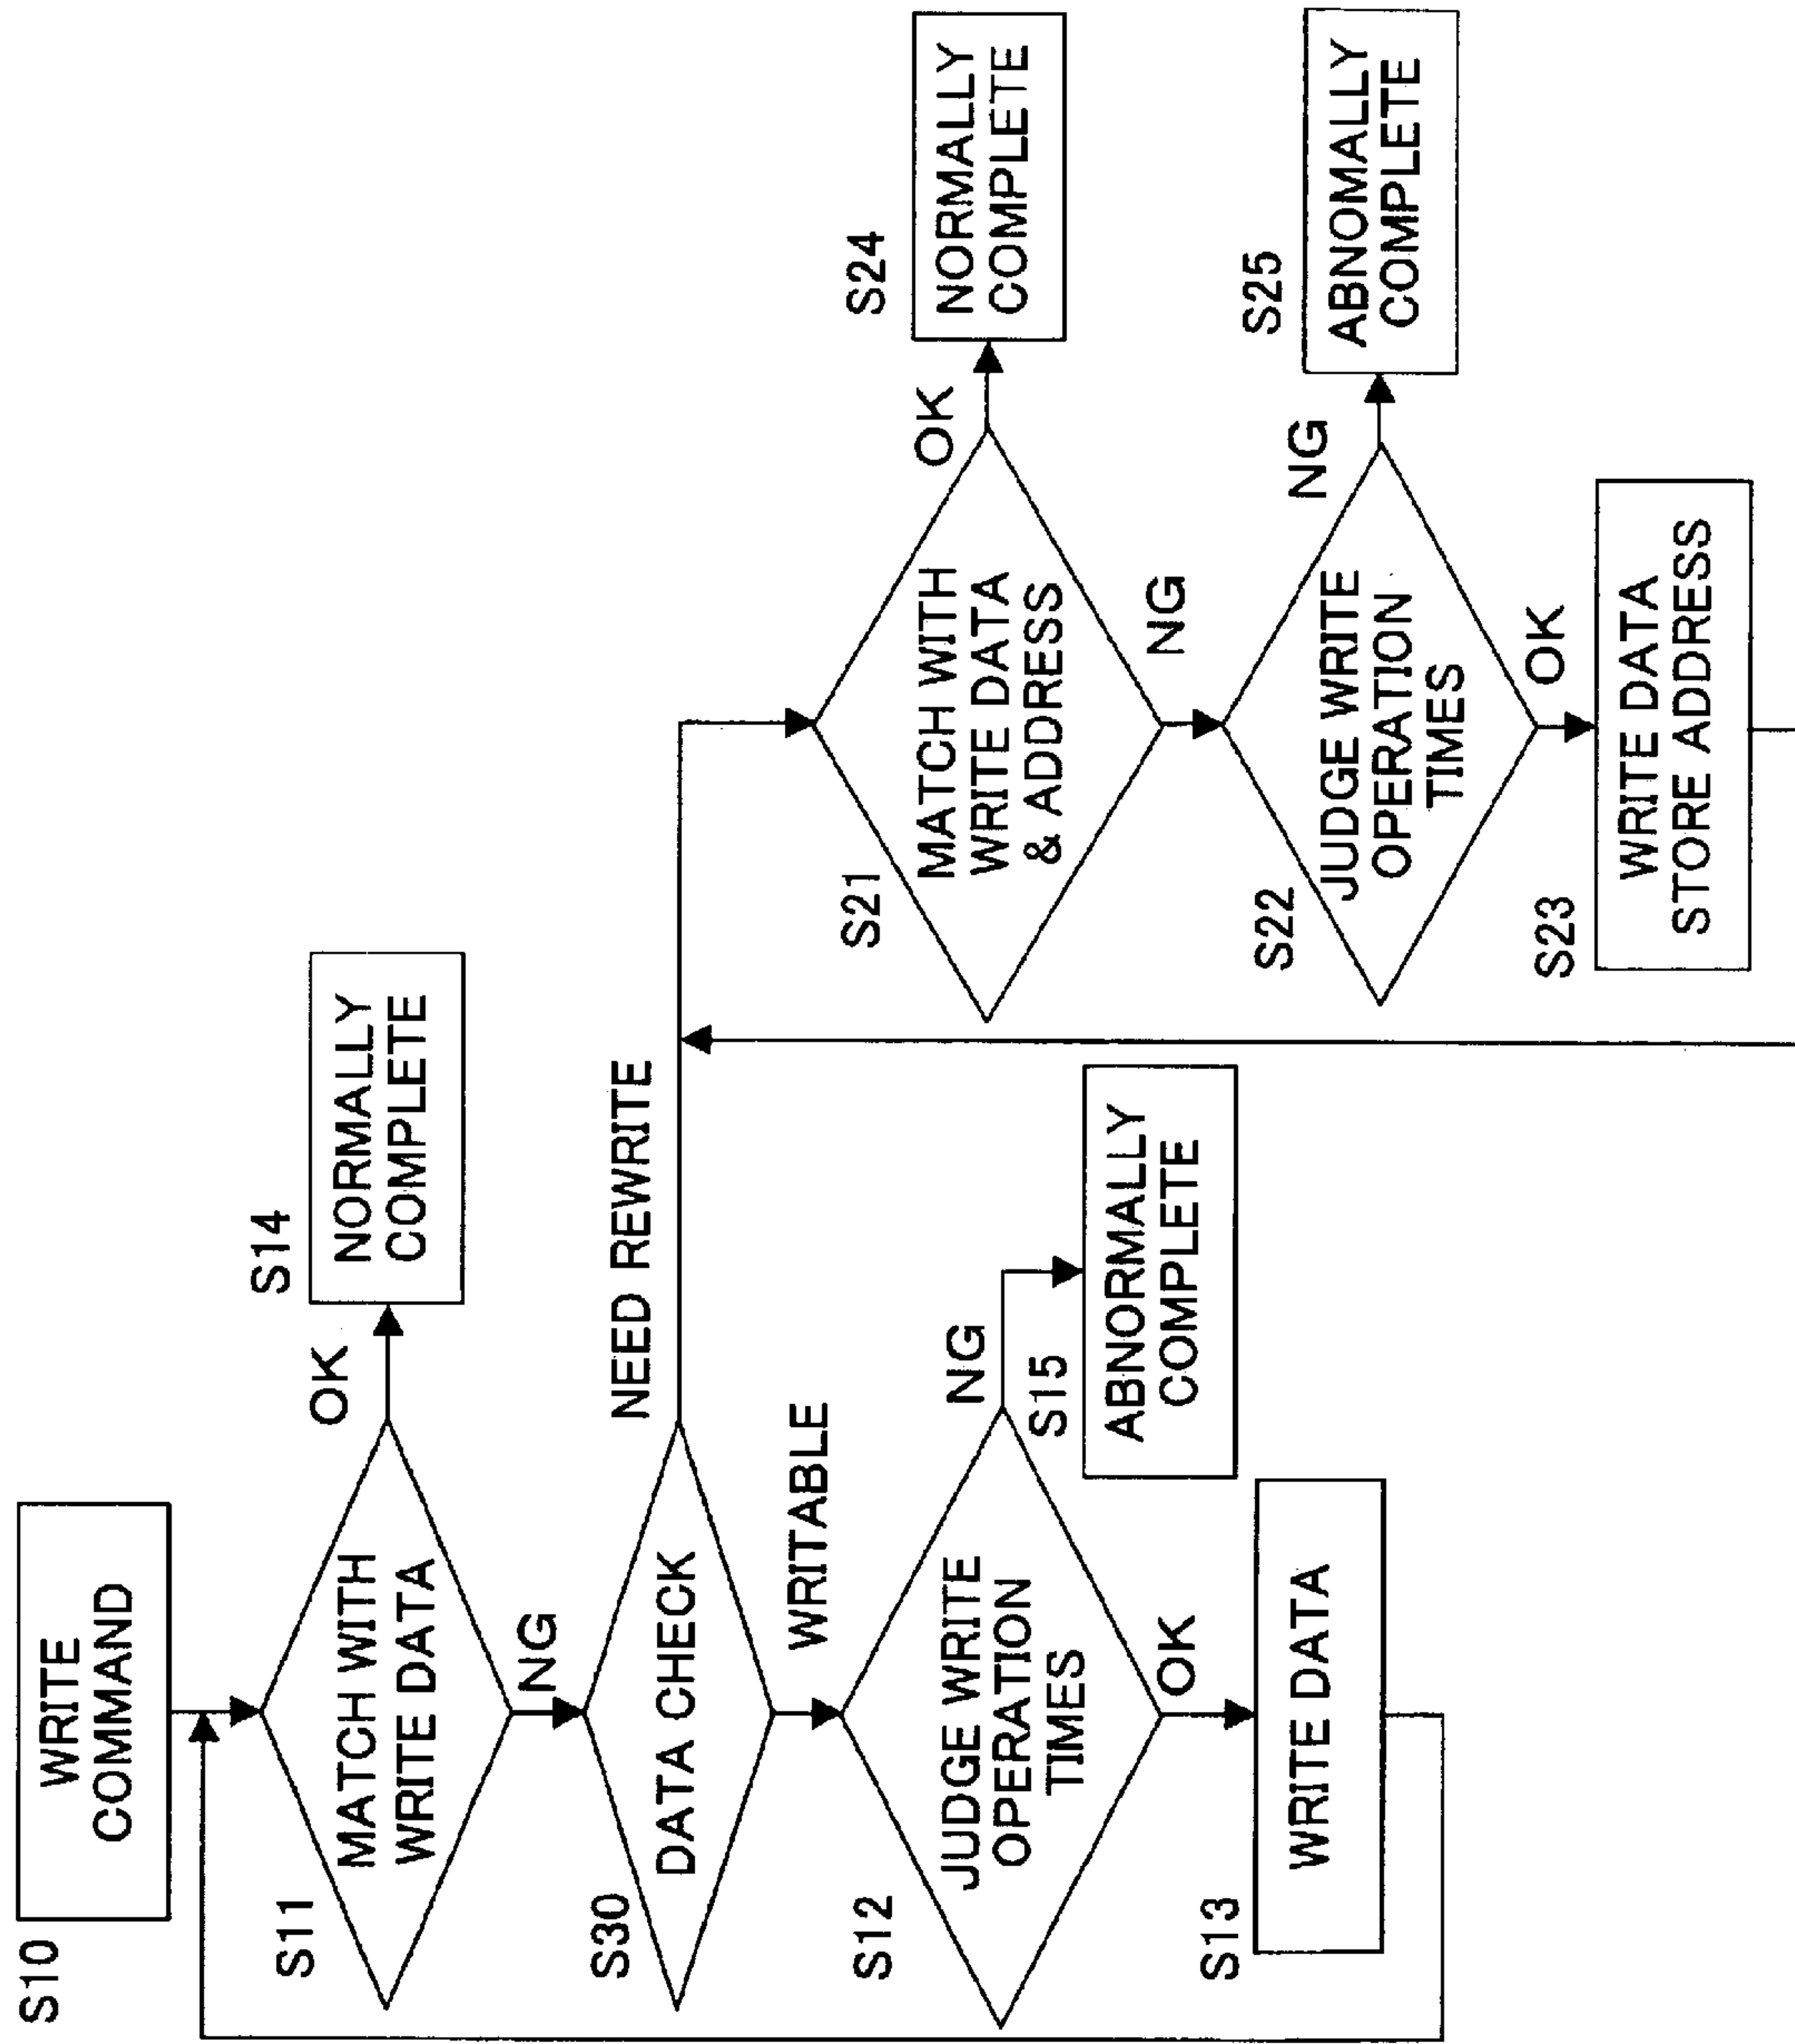 S10
WRITE
COMMAND
S11
MATCH WITH
WRITE DATA
OK
S14
NORMALLY
COMPLETE
NG
S30
DATA CHECK
NEED REWRITE
WRITABLE
S12
JUDGE WRITE
OPERATION
TIMES
NG
S15
ABNORMALLY
COMPLETE
OK
S13
WRITE DATA
S21
MATCH WITH
WRITE DATA
& ADDRESS
OK
S24
NORMALLY
COMPLETE
NG
S22
JUDGE WRITE
OPERATION
TIMES
NG
S25
ABNOMALLY
COMPLETE
OK
S23
WRITE DATA
STORE ADDRESS